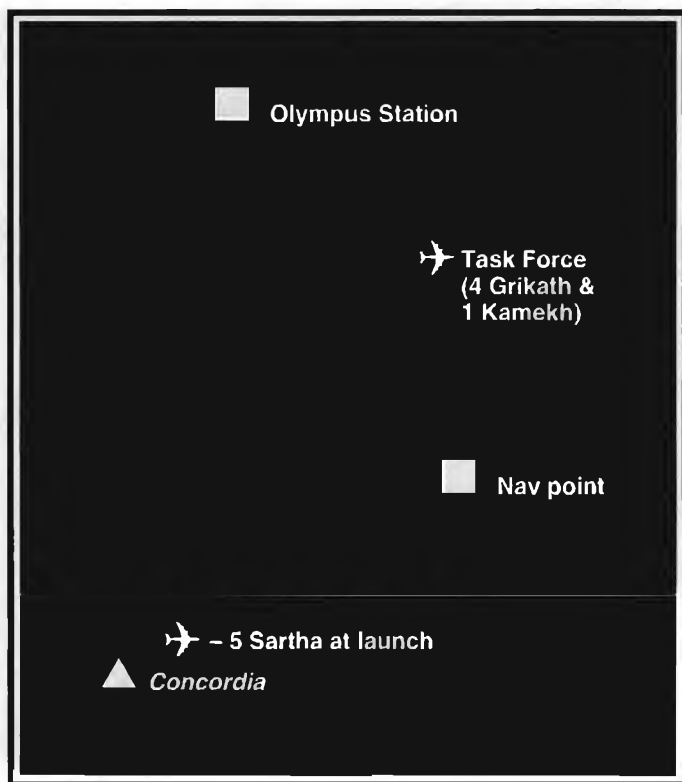 Olympus Station
Task Force
(4 Grikath &
1 Kamekh)
Nav point
– 5 Sartha at launch
Concordia